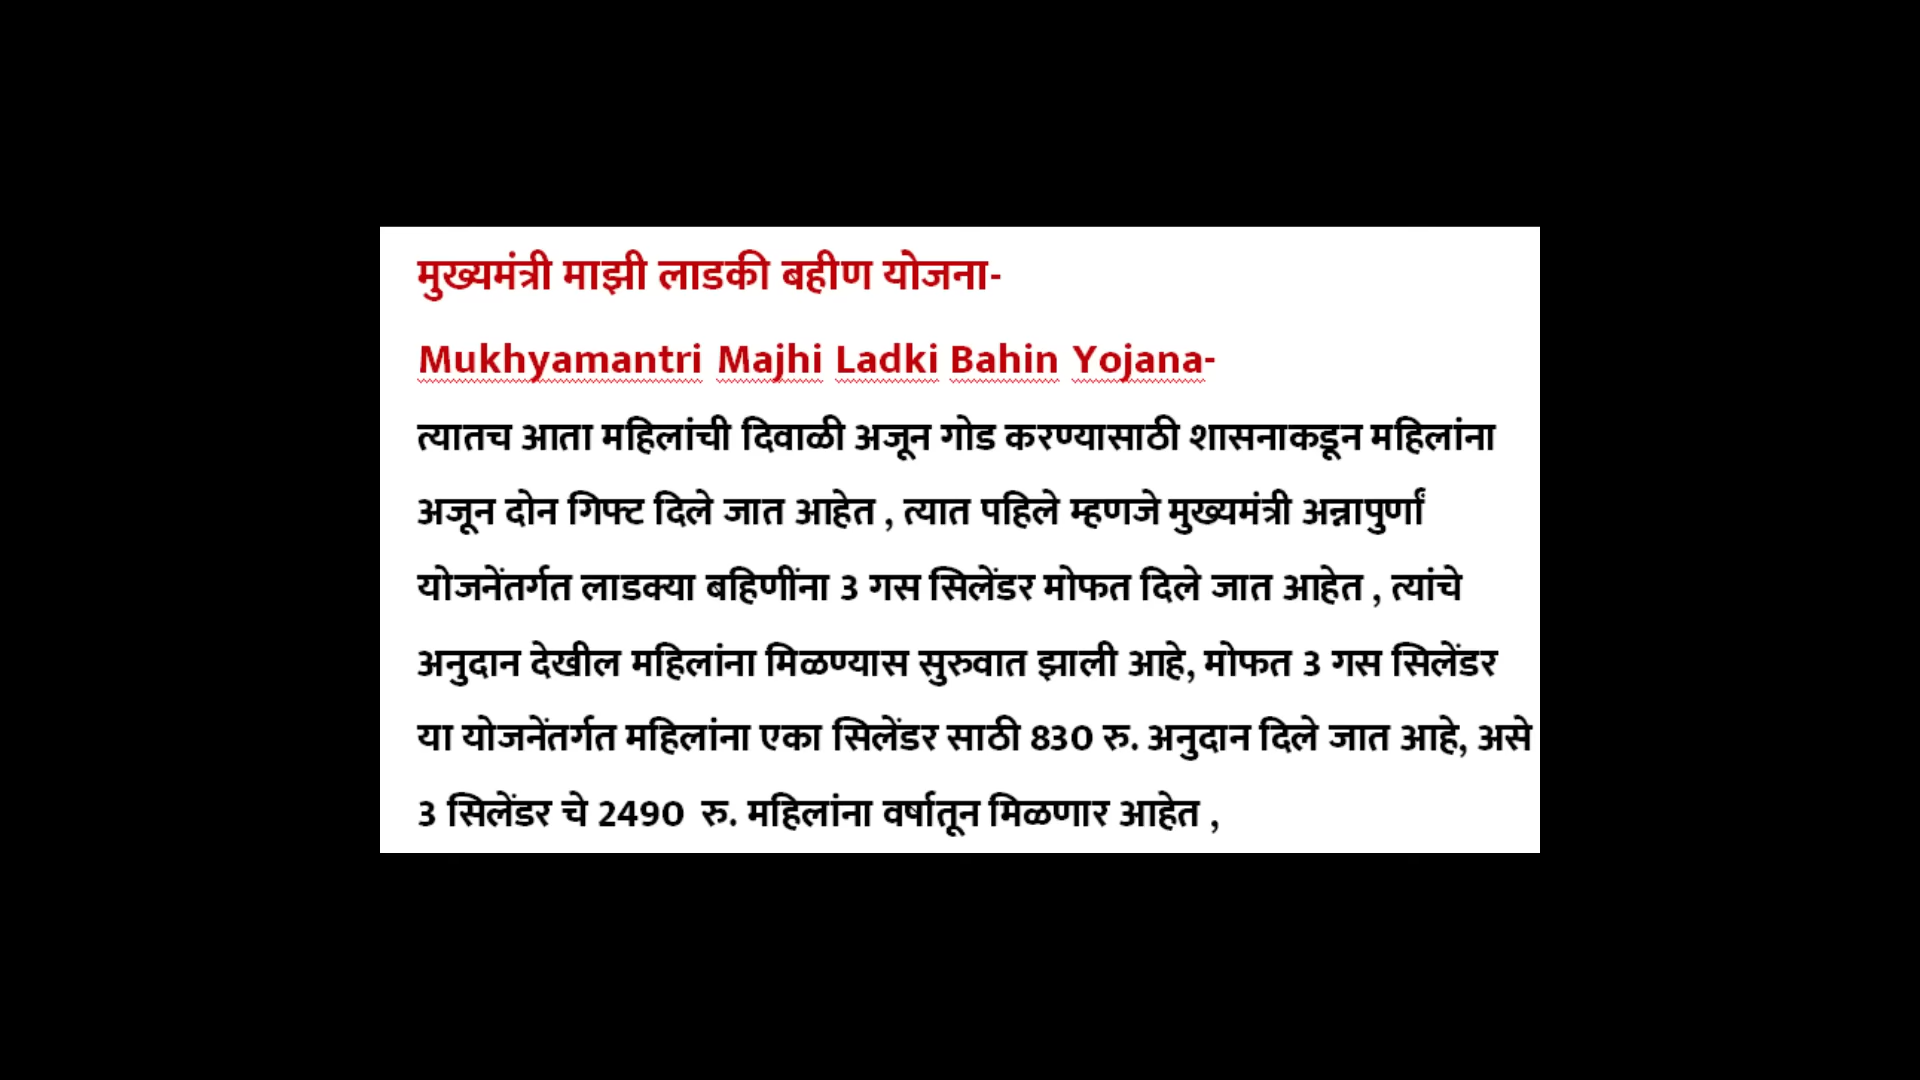 मुख्यमंत्री माझी लाडकी बहीण योजना-
Mukhyamantri Majhi Ladki Bahin Yojana-
त्यातच आता महिलांची दिवाळी अजून गोड करण्यासाठी शासनाकडून महिलांना
अजून दोन गिफ्ट दिले जात आहेत , त्यात पहिले म्हणजे मुख्यमंत्री अन्नापुर्णां
योजनेंतर्गत लाडक्या बहिणींना 3 गस सिलेंडर मोफत दिले जात आहेत , त्यांचे
अनुदान देखील महिलांना मिळण्यास सुरुवात झाली आहे, मोफत 3 गस सिलेंडर
या योजनेंतर्गत महिलांना एका सिलेंडर साठी 830 रु. अनुदान दिले जात आहे, असे
3 सिलेंडर चे 2490 रु. महिलांना वर्षातून मिळणार आहेत ,